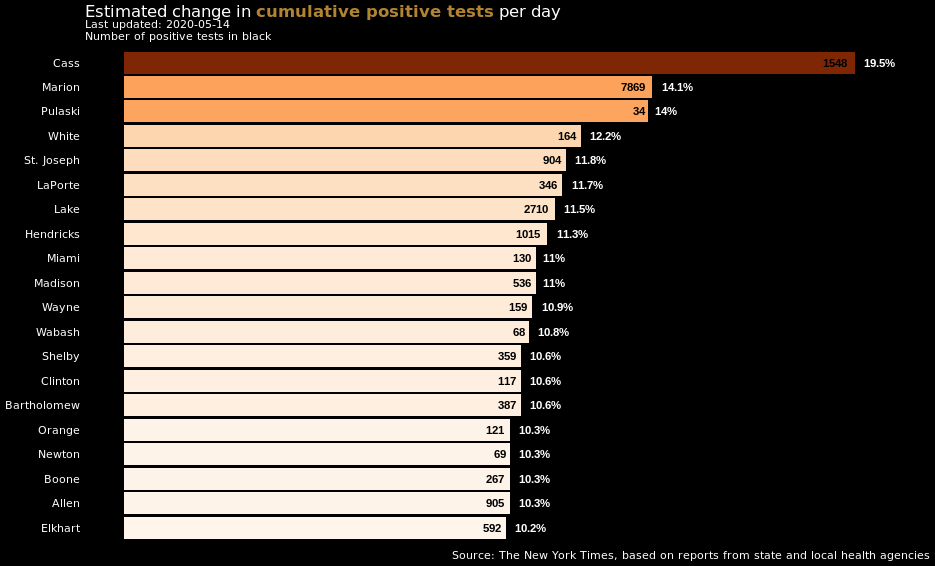 Estimated change in cumulative positive tests per day
Last updated: 2020-05-14
Number of positive tests in black
Cass 1548 19.5%
Marion 7869 14.1%
Pulaski 34 14%
White 164 12.2%
St. Joseph 904 11.8%
LaPorte 346 11.7%
Lake 2710 11.5%
Hendricks 1015 11.3%
Miami 130 11%
Madison 536 11%
Wayne 159 10.9%
Wabash 68 10.8%
Shelby 359 10.6%
Clinton 117 10.6%
Bartholomew 387 10.6%
Orange 121 10.3%
Newton 69 10.3%
Boone 267 10.3%
Allen 905 10.3%
Elkhart 592 10.2%
Source: The New York Times, based on reports from state and local health agencies